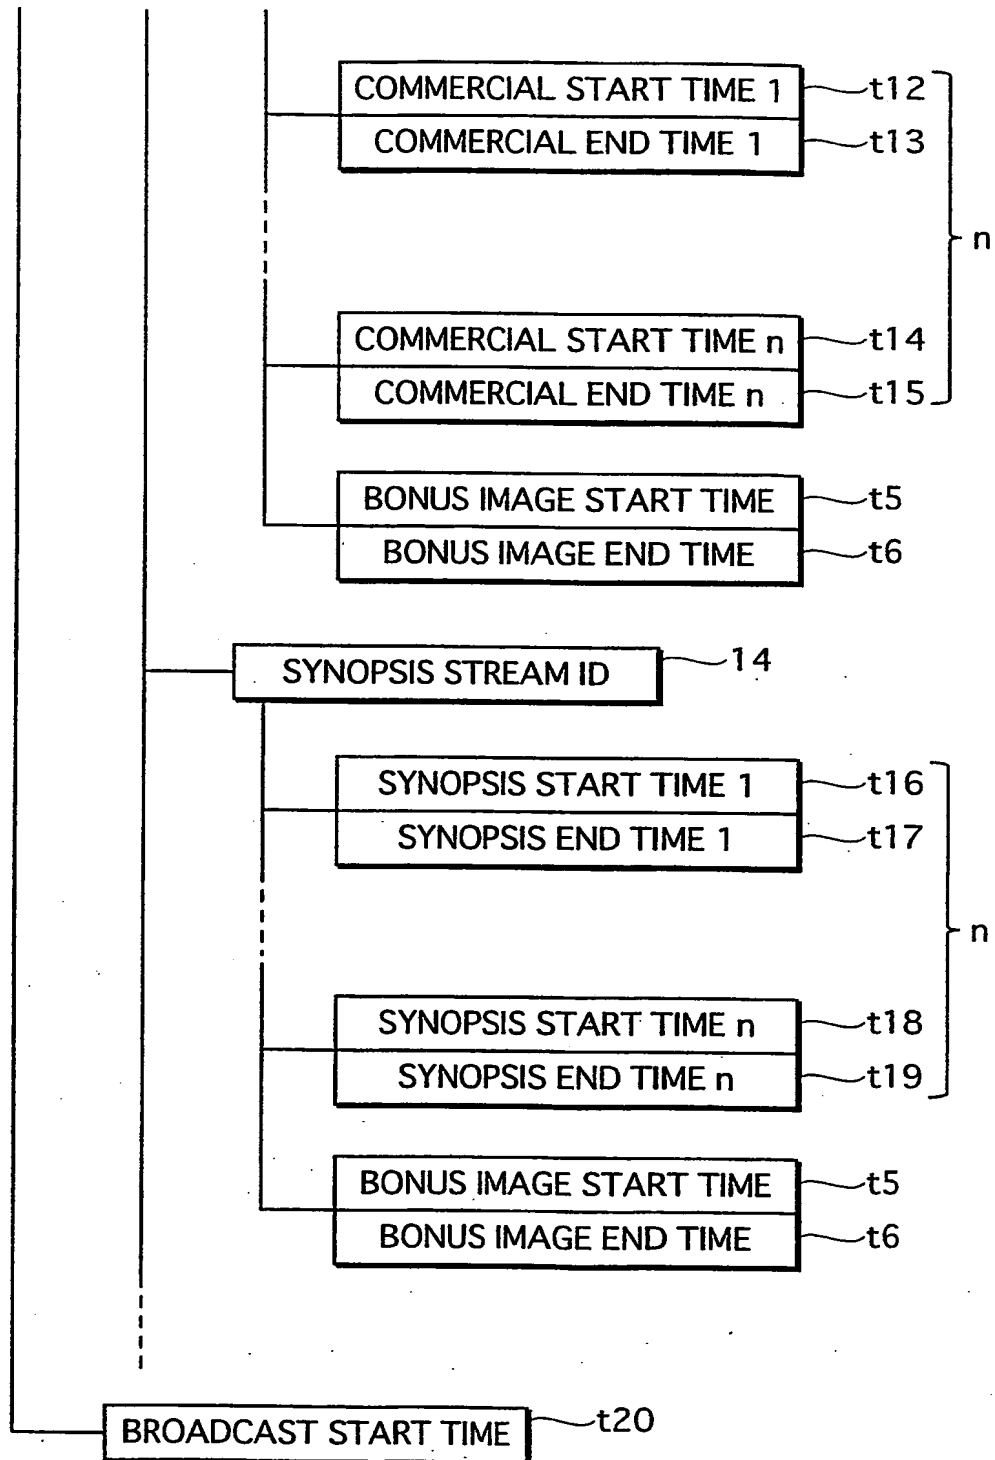 COMMERCIAL START TIME 1 t12
COMMERCIAL END TIME 1 t13
n
COMMERCIAL START TIME n t14
COMMERCIAL END TIME n t15
BONUS IMAGE START TIME t5
BONUS IMAGE END TIME t6
SYNOPSIS STREAM ID 14
SYNOPSIS START TIME 1 t16
SYNOPSIS END TIME 1 t17
n
SYNOPSIS START TIME n t18
SYNOPSIS END TIME n t19
BONUS IMAGE START TIME t5
BONUS IMAGE END TIME t6
BROADCAST START TIME t20